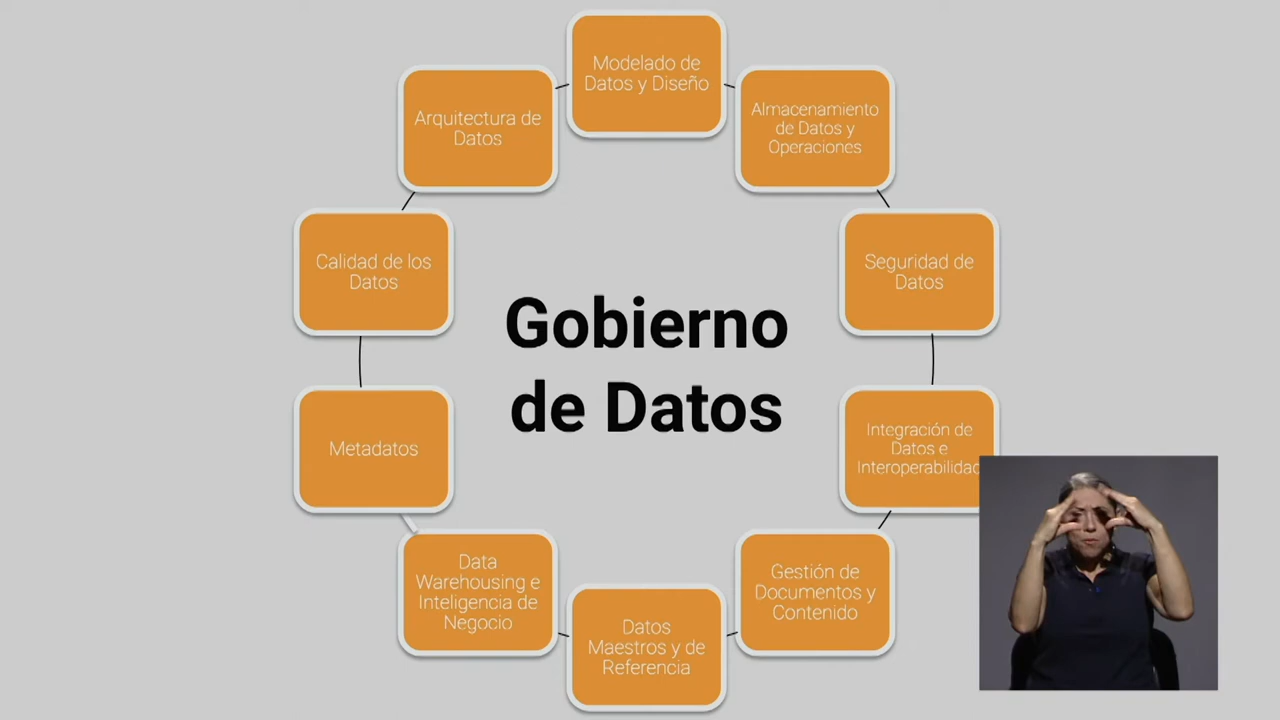 Modelado de
Datos y Diseño
Almacenamiento
de Datos y
Operaciones
Seguridad de
Datos
Integración de
Datos e
Interoperabilidad
Gestión de
Documentos y
Contenido
Datos
Maestros y de
Referencia
Data
Warehousing e
Inteligencia de
Negocio
Metadatos
Calidad de los
Datos
Arquitectura de
Datos
Gobierno
de Datos